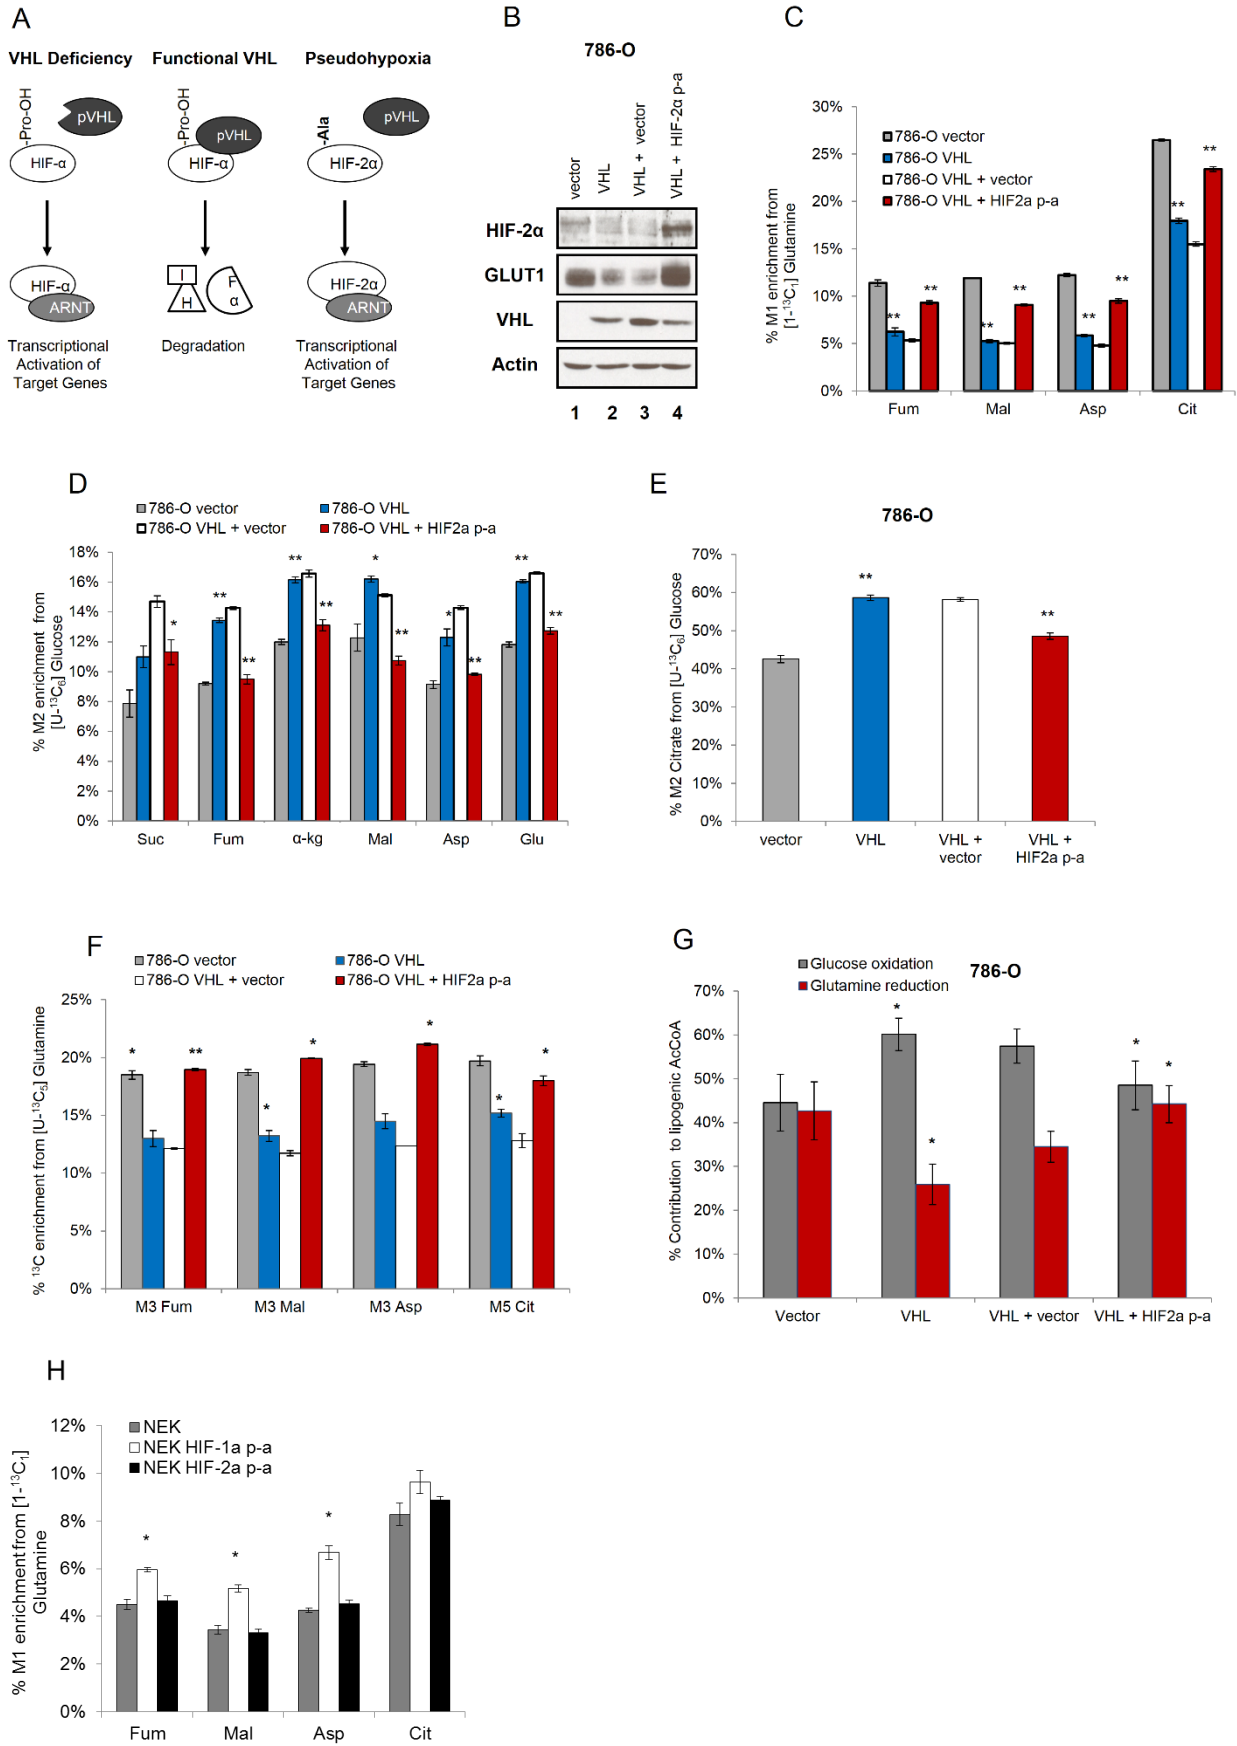 A
VHL Deficiency
Functional VHL
Pseudohypoxia
-Pro-OH
pVHL
HIF-α
-Pro-OH
pVHL
HIF-α
-Ala
pVHL
HIF-2α
HIF-α
ARNT
I
H
F
α
HIF-2α
ARNT
Transcriptional
Activation of
Target Genes
Degradation
Transcriptional
Activation of
Target Genes
B
786-O
vector
VHL
VHL + vector
VHL + HIF-2α p-a
HIF-2α
GLUT1
VHL
Actin
1 2 3 4
C
% M1 enrichment from
[1-¹³C₁] Glutamine
30%
25%
20%
15%
10%
5%
0%
786-O vector
786-O VHL
786-O VHL + vector
786-O VHL + HIF2a p-a
** ** ** ** ** ** ** **
Fum Mal Asp Cit
D
786-O vector
786-O VHL
786-O VHL + vector
786-O VHL + HIF2a p-a
% M2 enrichment from
[U-¹³C₆] Glucose
18%
16%
14%
12%
10%
8%
6%
4%
2%
0%
* ** ** ** ** * ** * ** ** **
Suc Fum α-kg Mal Asp Glu
E
786-O
% M2 Citrate from [U-¹³C₆] Glucose
70%
60%
50%
40%
30%
20%
10%
0%
** **
vector
VHL
VHL +
vector
VHL +
HIF2a p-a
F
786-O vector
786-O VHL
786-O VHL + vector
786-O VHL + HIF2a p-a
% ¹³C enrichment from [U-¹³C₅] Glutamine
25%
20%
15%
10%
5%
0%
* ** * * * * *
M3 Fum M3 Mal M3 Asp M5 Cit
G
Glucose oxidation
Glutamine reduction
786-O
% Contribution to lipogenic AcCoA
70%
60%
50%
40%
30%
20%
10%
0%
* * * *
Vector VHL VHL + vector VHL + HIF2a p-a
H
NEK
NEK HIF-1a p-a
NEK HIF-2a p-a
% M1 enrichment from [1-¹³C₁]
Glutamine
12%
10%
8%
6%
4%
2%
0%
* * *
Fum Mal Asp Cit